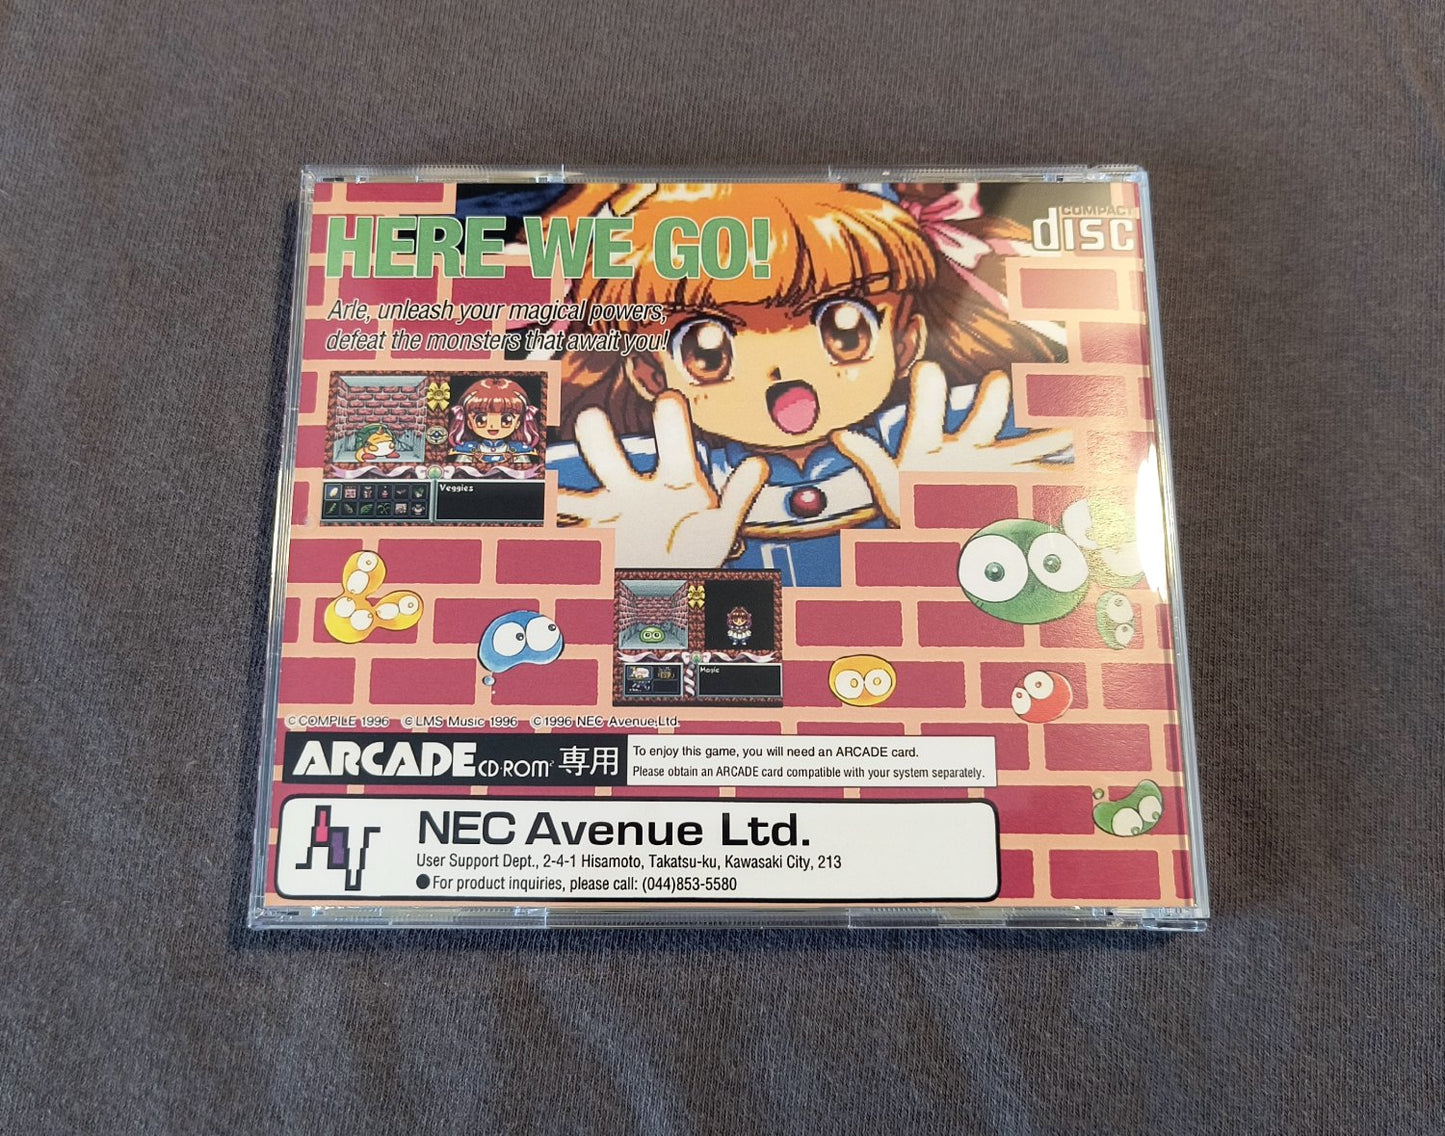 HERE WE GO!
COMPACT
disc
Arle, unleash your magical powers,
defeat the monsters that await you!
Veggies
Magic
© COMPILE 1996 © LMS Music 1996 © 1996 NEC Avenue,Ltd.
ARCADE CD-ROM² 専用
To enjoy this game, you will need an ARCADE card.
Please obtain an ARCADE card compatible with your system separately.
NEC Avenue Ltd.
User Support Dept., 2-4-1 Hisamoto, Takatsu-ku, Kawasaki City, 213
●For product inquiries, please call: (044)853-5580